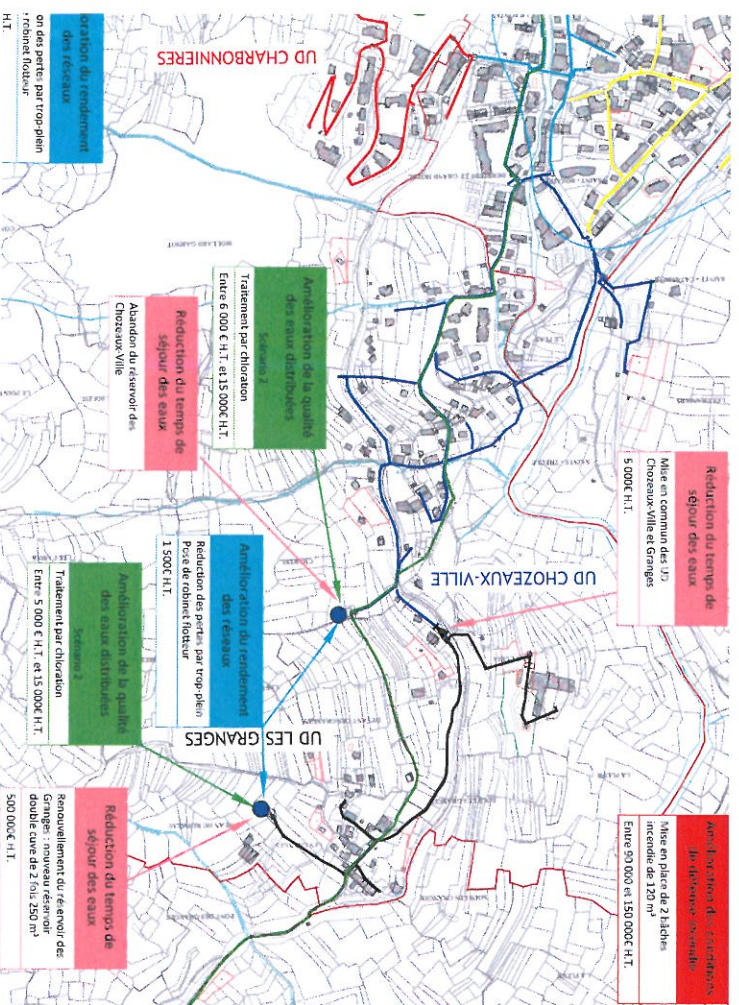 UD CHARBONNIERES
oration du rendement
des réseaux
on des pertes par trop-plein
robinet flotteur
H.T.
Amélioration de la qualité
des eaux distribuées
Scénario 2
Traitement par chloration
Entre 6 000 € H.T. et 15 000€ H.T.
Réduction du temps de
séjour des eaux
Abandon du réservoir des
Chozeaux-Ville
Réduction du temps de
séjour des eaux
Mise en commun des UD
Chozeaux-Ville et Granges
5 000€ H.T.
UD CHOZEAUX-VILLE
Amélioration du rendement
des réseaux
Réduction des pertes par trop-plein
Pose de robinet flotteur
1 500€ H.T.
UD LES GRANGES
Amélioration de la qualité
des eaux distribuées
Scénario 2
Traitement par chloration
Entre 5 000 € H.T. et 15 000€ H.T.
Amélioration des conditions
de défense incendie
Mise en place de 2 bâches
incendie de 120 m³
Entre 90 000 et 150 000€ H.T.
Réduction du temps de
séjour des eaux
Renouvellement du réservoir des
Granges : nouveau réservoir
double cuve de 2 fois 250 m³
500 000€ H.T.